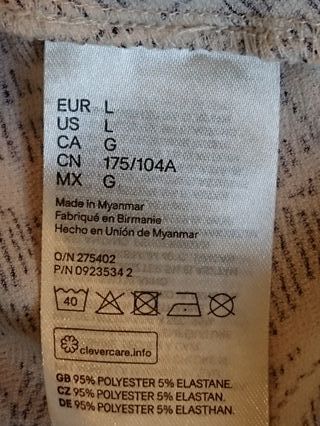 EUR L
US L
CA G
CN 175/104A
MX G
Made in Myanmar
Fabriqué en Birmanie
Hecho en Unión de Myanmar
O/N 275402
P/N 0923534 2
40
clevercare.info
GB 95% POLYESTER 5% ELASTANE.
CZ 95% POLYESTER 5% ELASTAN.
DE 95% POLYESTER 5% ELASTHAN.